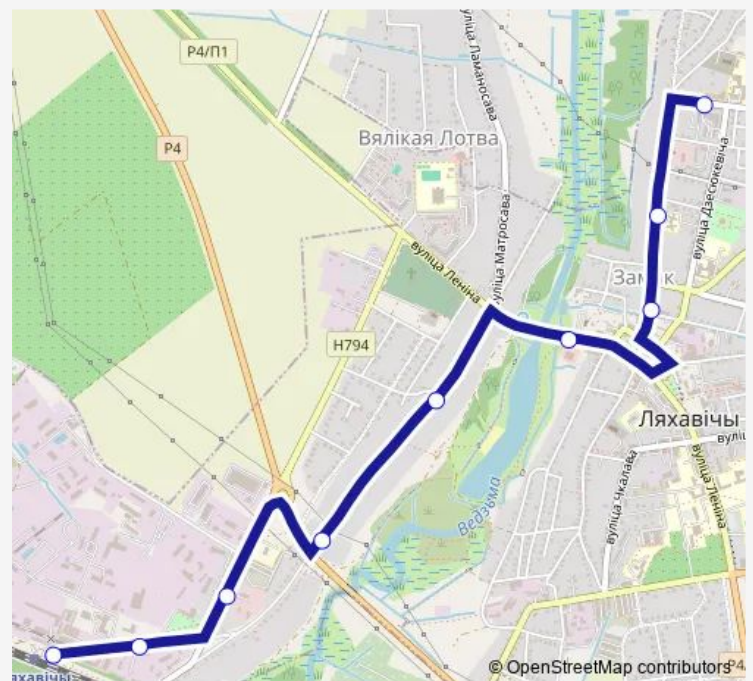 Р4/П1
вуліца Ламаносава
Р4
Вялікая Лотва
вуліца Дзесюкевіча
вуліца Матросава
вуліца Леніна
Замак
Н794
Ляхавічы
вуліца Чкалава
вуліца Леніна
Ведзьма
© OpenStreetMap contributors